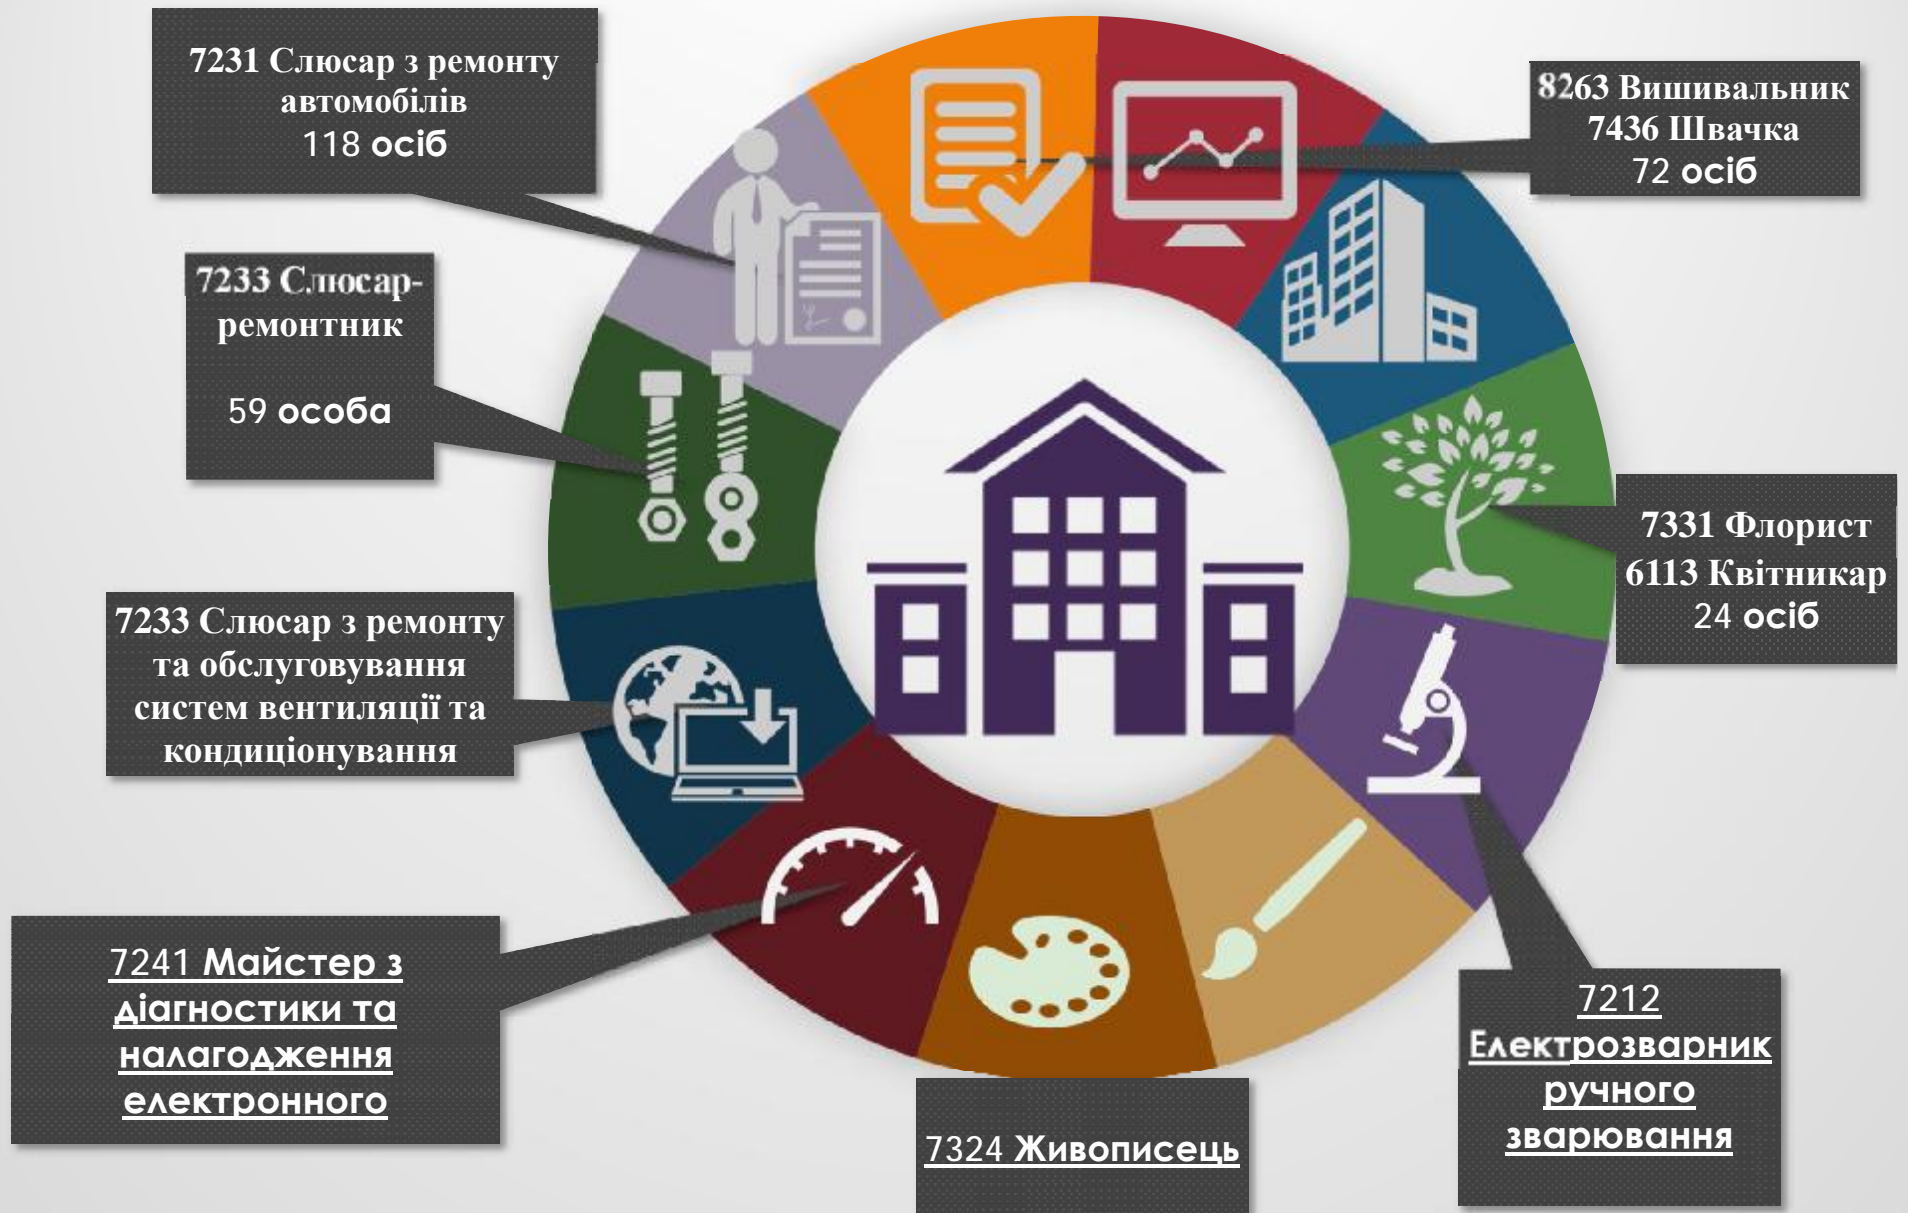 7231 Слюсар з ремонту
автомобілів
118 осіб
8263 Вишивальник
7436 Швачка
72 осіб
7233 Слюсар-
ремонтник
59 особа
7331 Флорист
6113 Квітникар
24 осіб
7233 Слюсар з ремонту
та обслуговування
систем вентиляції та
кондиціонування
7241 Майстер з
діагностики та
налагодження
електронного
7324 Живописець
7212
Електрозварник
ручного
зварювання